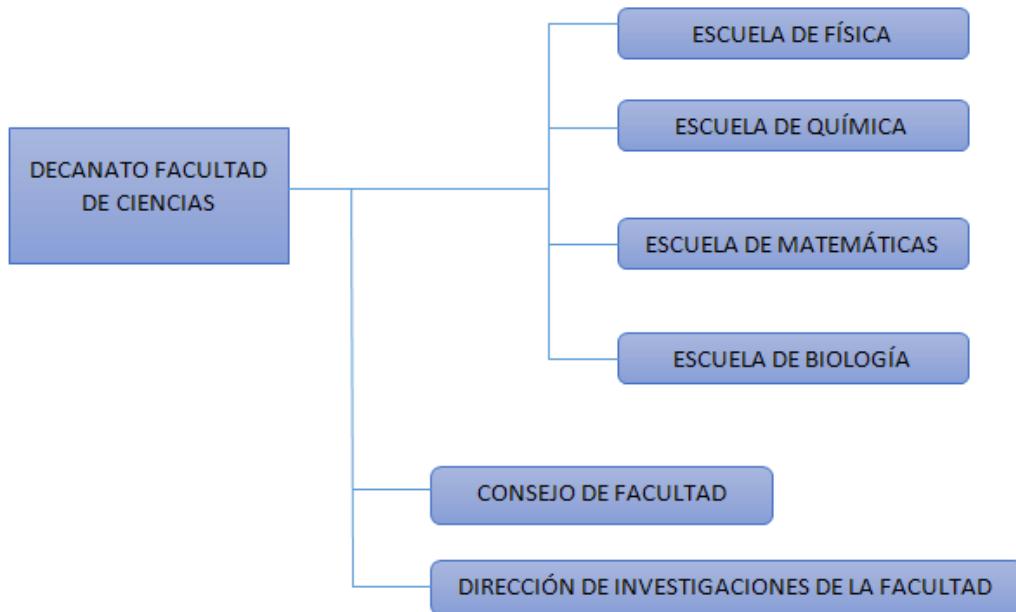 DECANATO FACULTAD
DE CIENCIAS
ESCUELA DE FÍSICA
ESCUELA DE QUÍMICA
ESCUELA DE MATEMÁTICAS
ESCUELA DE BIOLOGÍA
CONSEJO DE FACULTAD
DIRECCIÓN DE INVESTIGACIONES DE LA FACULTAD